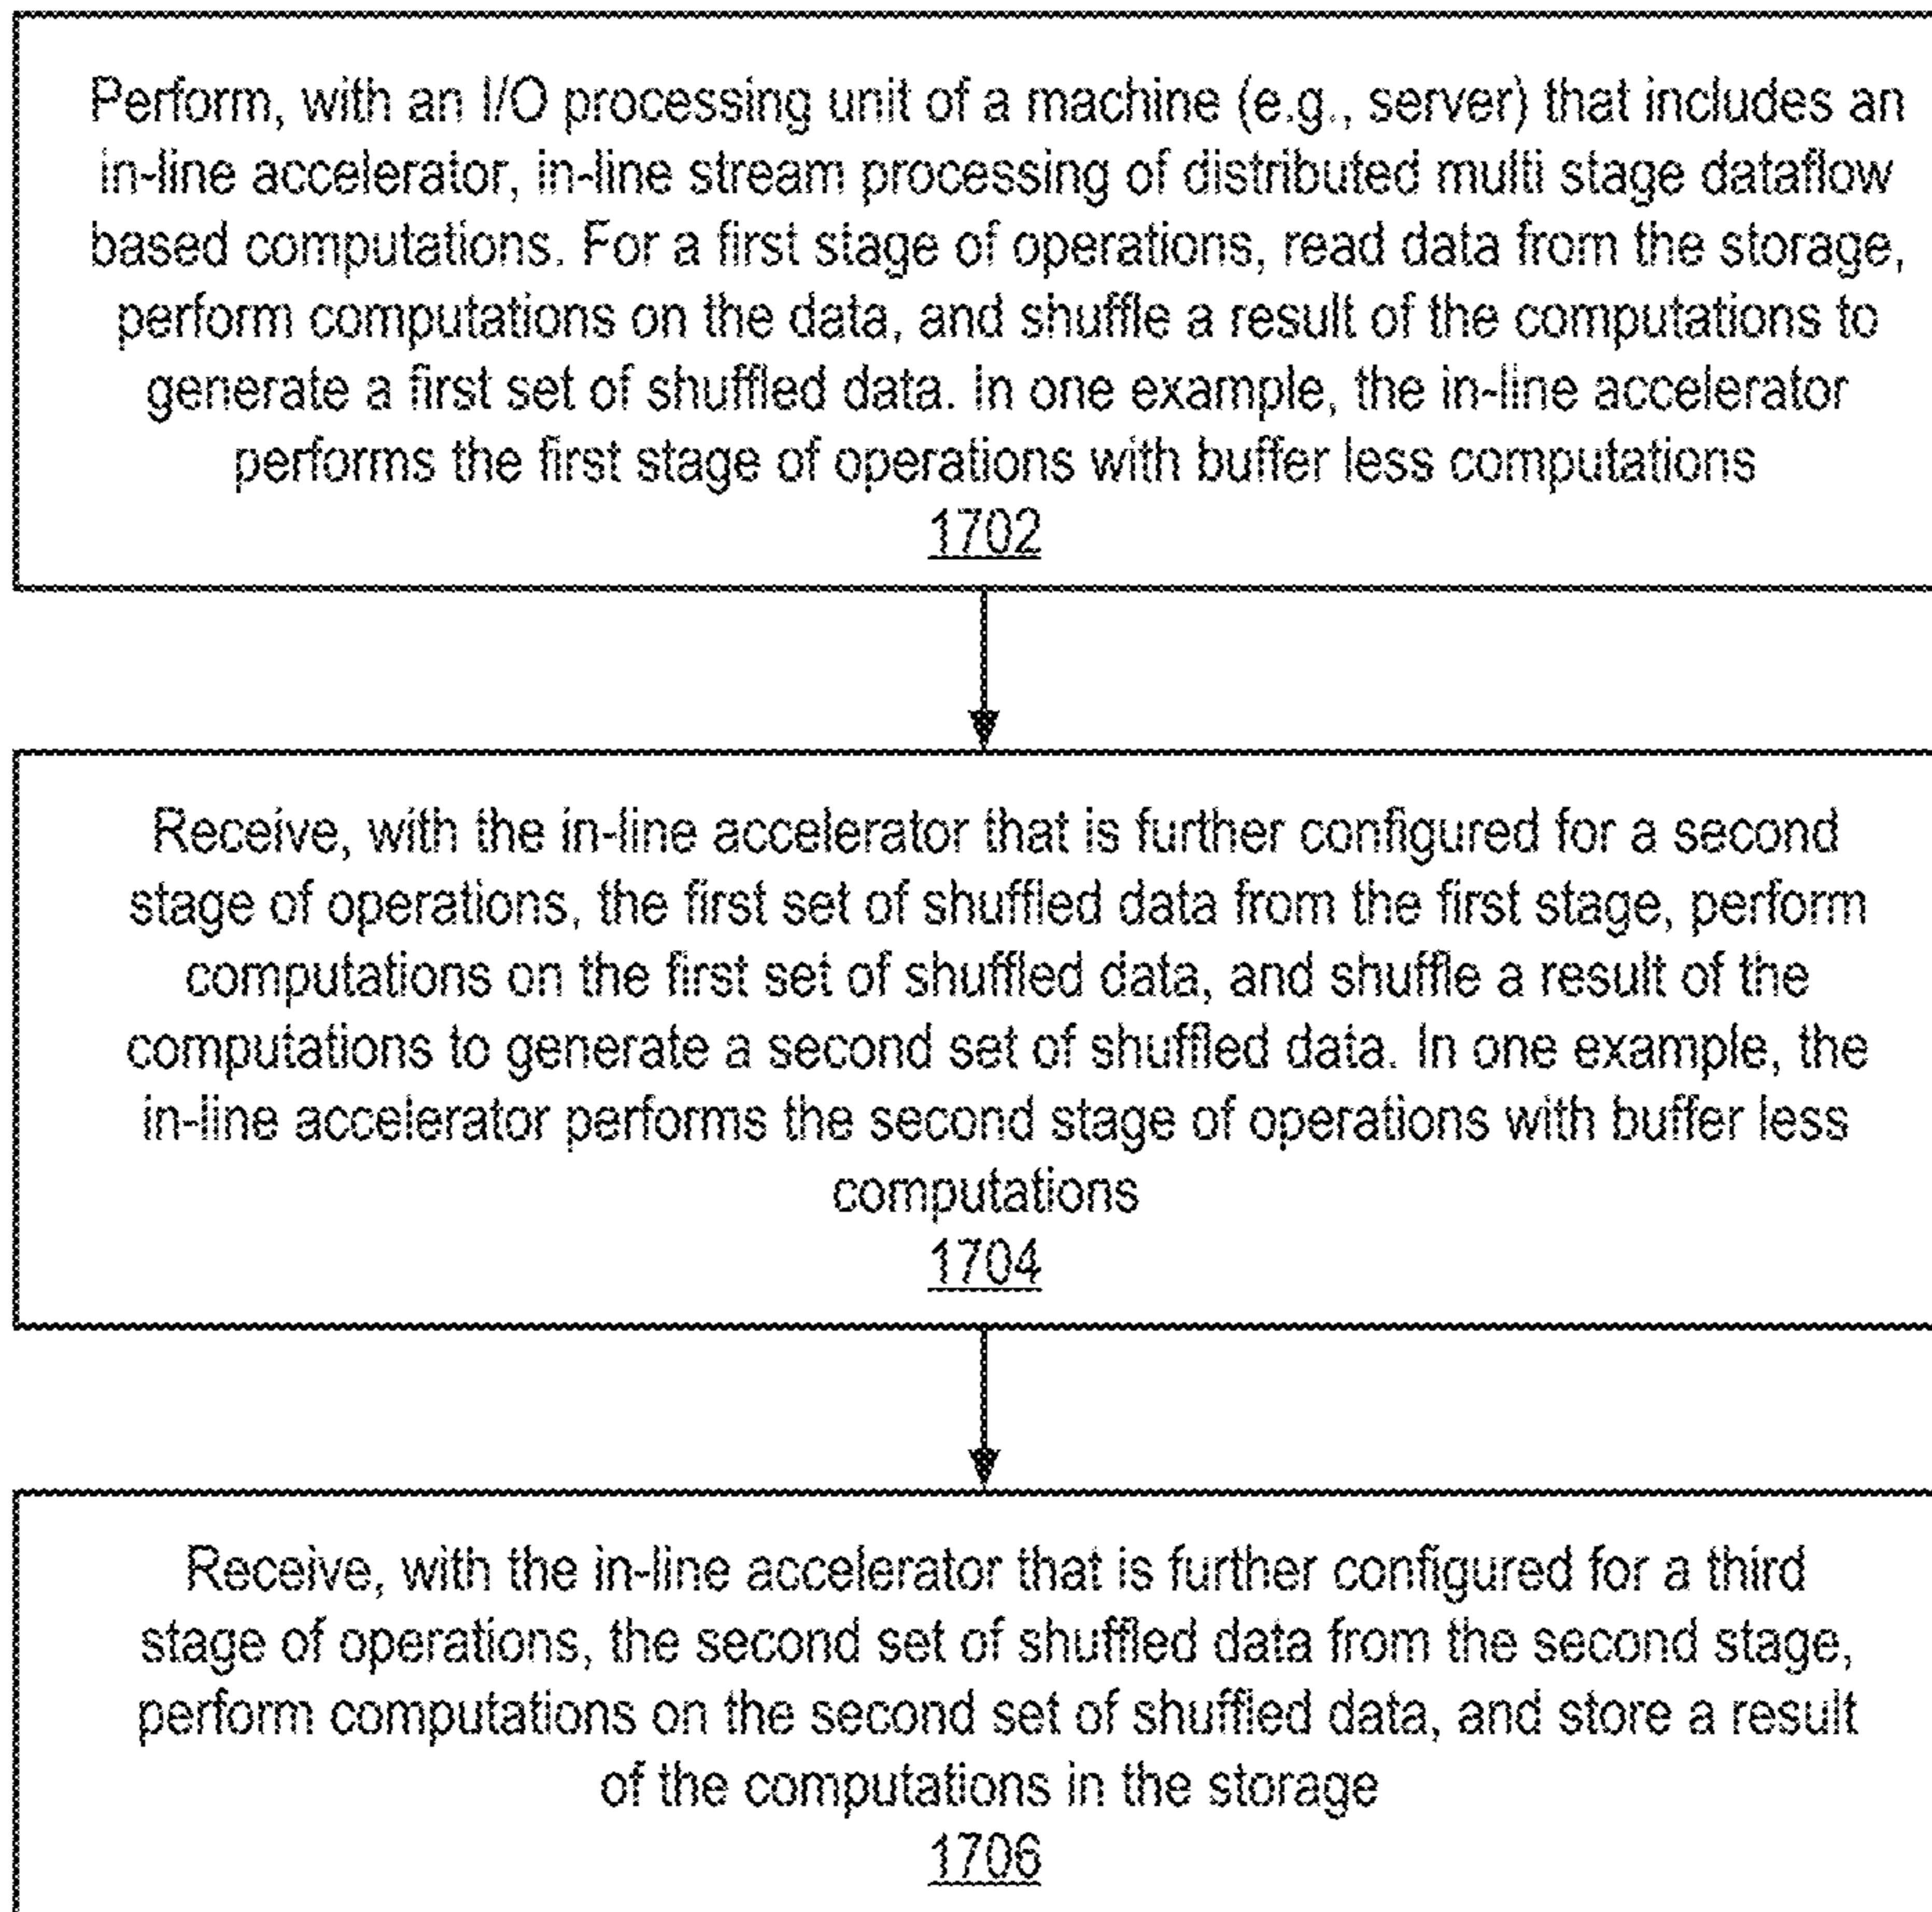 Perform, with an I/O processing unit of a machine (e.g., server) that includes an
in-line accelerator, in-line stream processing of distributed multi stage dataflow
based computations. For a first stage of operations, read data from the storage,
perform computations on the data, and shuffle a result of the computations to
generate a first set of shuffled data. In one example, the in-line accelerator
performs the first stage of operations with buffer less computations
1702
Receive, with the in-line accelerator that is further configured for a second
stage of operations, the first set of shuffled data from the first stage, perform
computations on the first set of shuffled data, and shuffle a result of the
computations to generate a second set of shuffled data. In one example, the
in-line accelerator performs the second stage of operations with buffer less
computations
1704
Receive, with the in-line accelerator that is further configured for a third
stage of operations, the second set of shuffled data from the second stage,
perform computations on the second set of shuffled data, and store a result
of the computations in the storage
1706